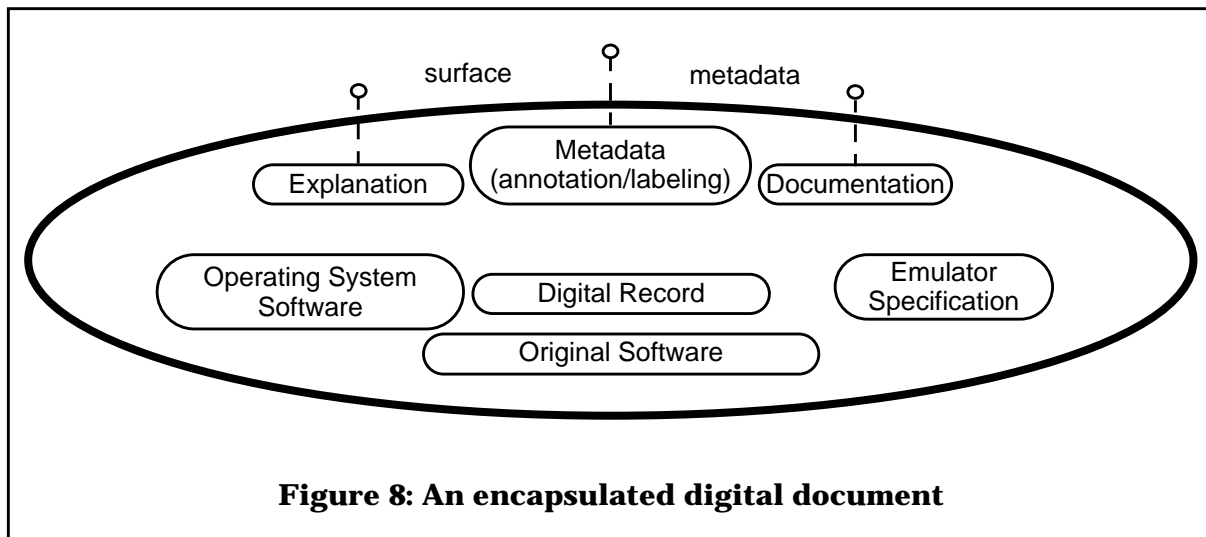 surface metadata
Metadata
(annotation/labeling)
Explanation
Documentation
Operating System
Software
Digital Record
Emulator
Specification
Original Software
Figure 8: An encapsulated digital document